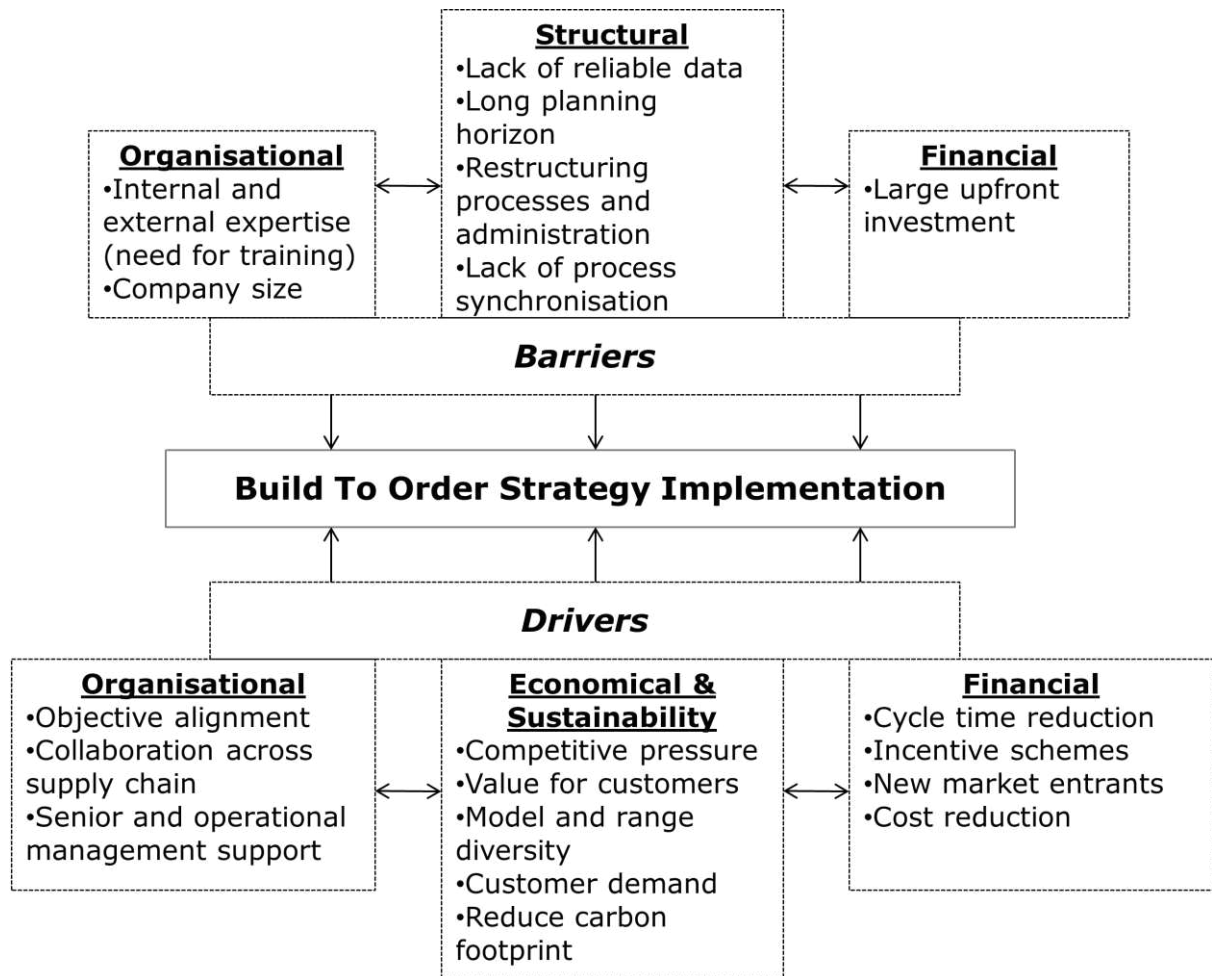 Structural
•Lack of reliable data
•Long planning
horizon
•Restructuring
processes and
administration
•Lack of process
synchronisation
Organisational
•Internal and
external expertise
(need for training)
•Company size
Financial
•Large upfront
investment
Barriers
Build To Order Strategy Implementation
Drivers
Organisational
•Objective alignment
•Collaboration across
supply chain
•Senior and operational
management support
Economical &
Sustainability
•Competitive pressure
•Value for customers
•Model and range
diversity
•Customer demand
•Reduce carbon
footprint
Financial
•Cycle time reduction
•Incentive schemes
•New market entrants
•Cost reduction